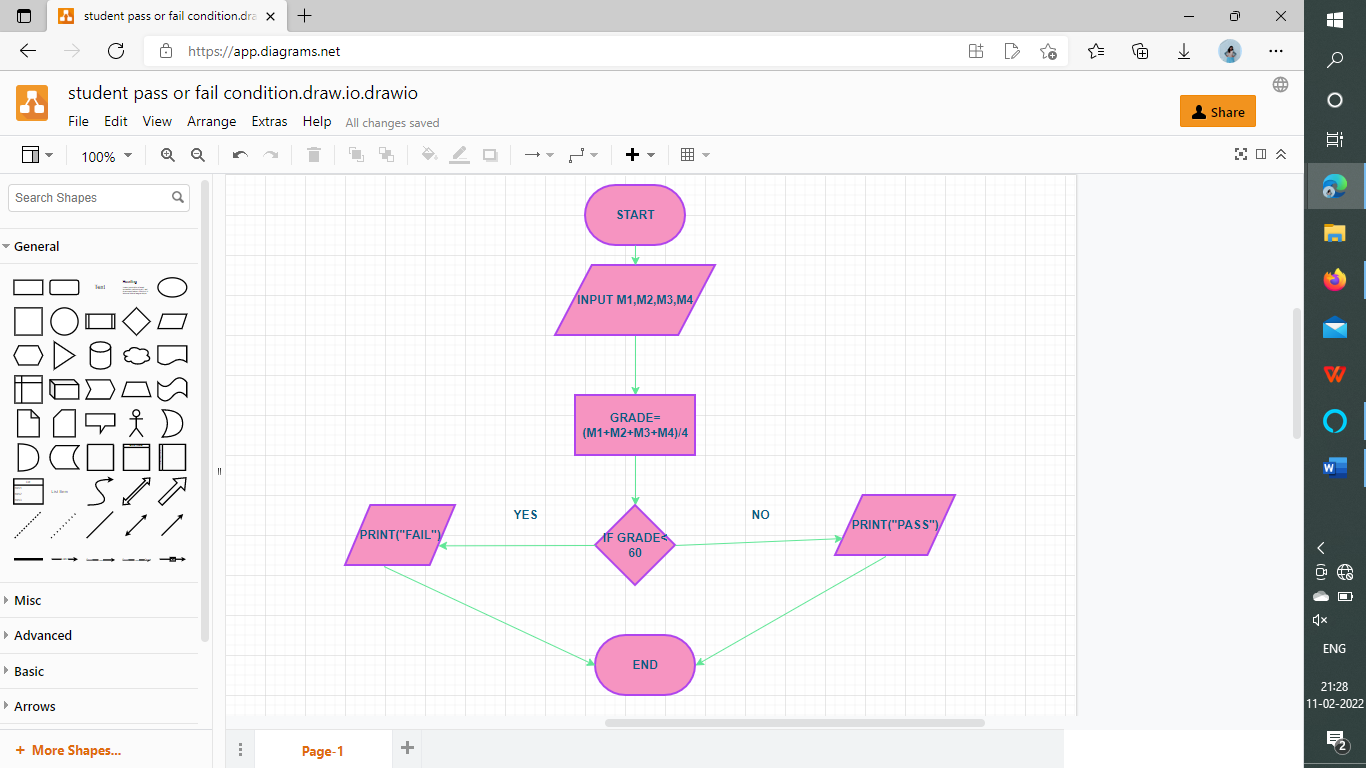 student pass or fail condition.dra
https://app.diagrams.net
student pass or fail condition.draw.io.drawio
File Edit View Arrange Extras Help All changes saved
Share
100%
Search Shapes
General
Text
Heading
List Item
Misc
Advanced
Basic
Arrows
+ More Shapes...
START
INPUT M1,M2,M3,M4
GRADE=
(M1+M2+M3+M4)/4
YES
NO
PRINT("FAIL")
IF GRADE<
60
PRINT("PASS")
END
Page-1
W
W
ENG
21:28
11-02-2022
2